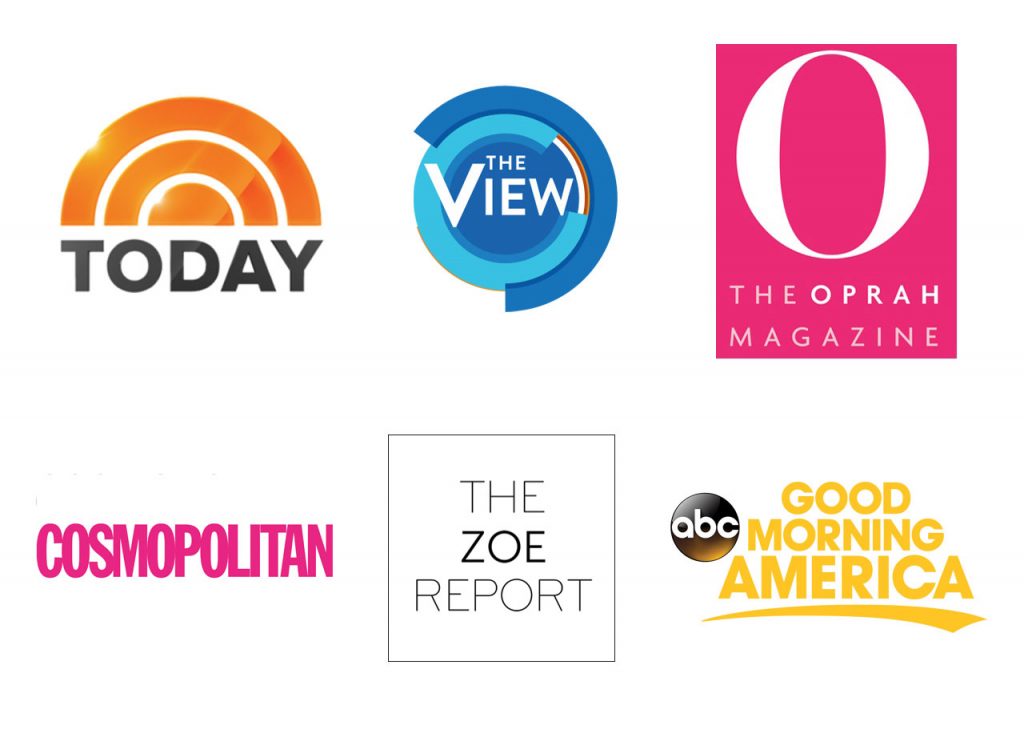 TODAY
THE
VIEW
O
THE OPRAH
MAGAZINE
COSMOPOLITAN
THE
ZOE
REPORT
abc
GOOD
MORNING
AMERICA